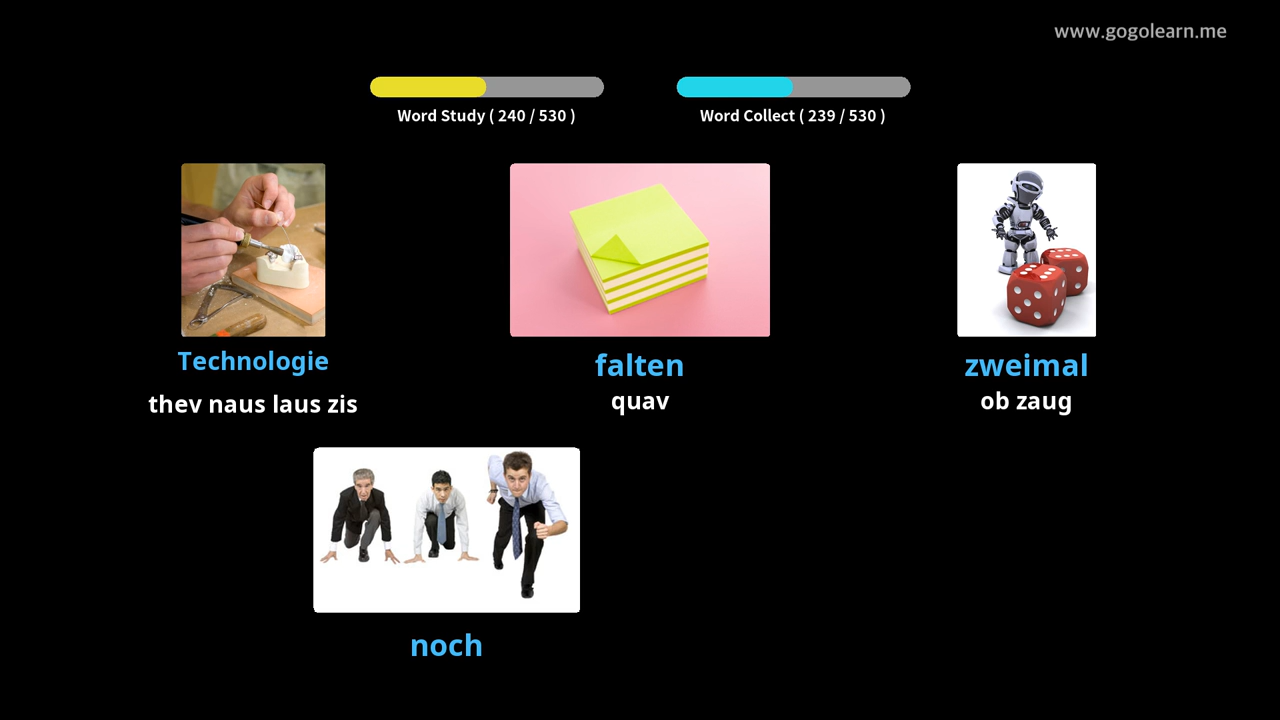 www.gogolearn.me
Word Study ( 240 / 530 )
Word Collect ( 239 / 530 )
Technologie
thev naus laus zis
falten
quav
zweimal
ob zaug
noch